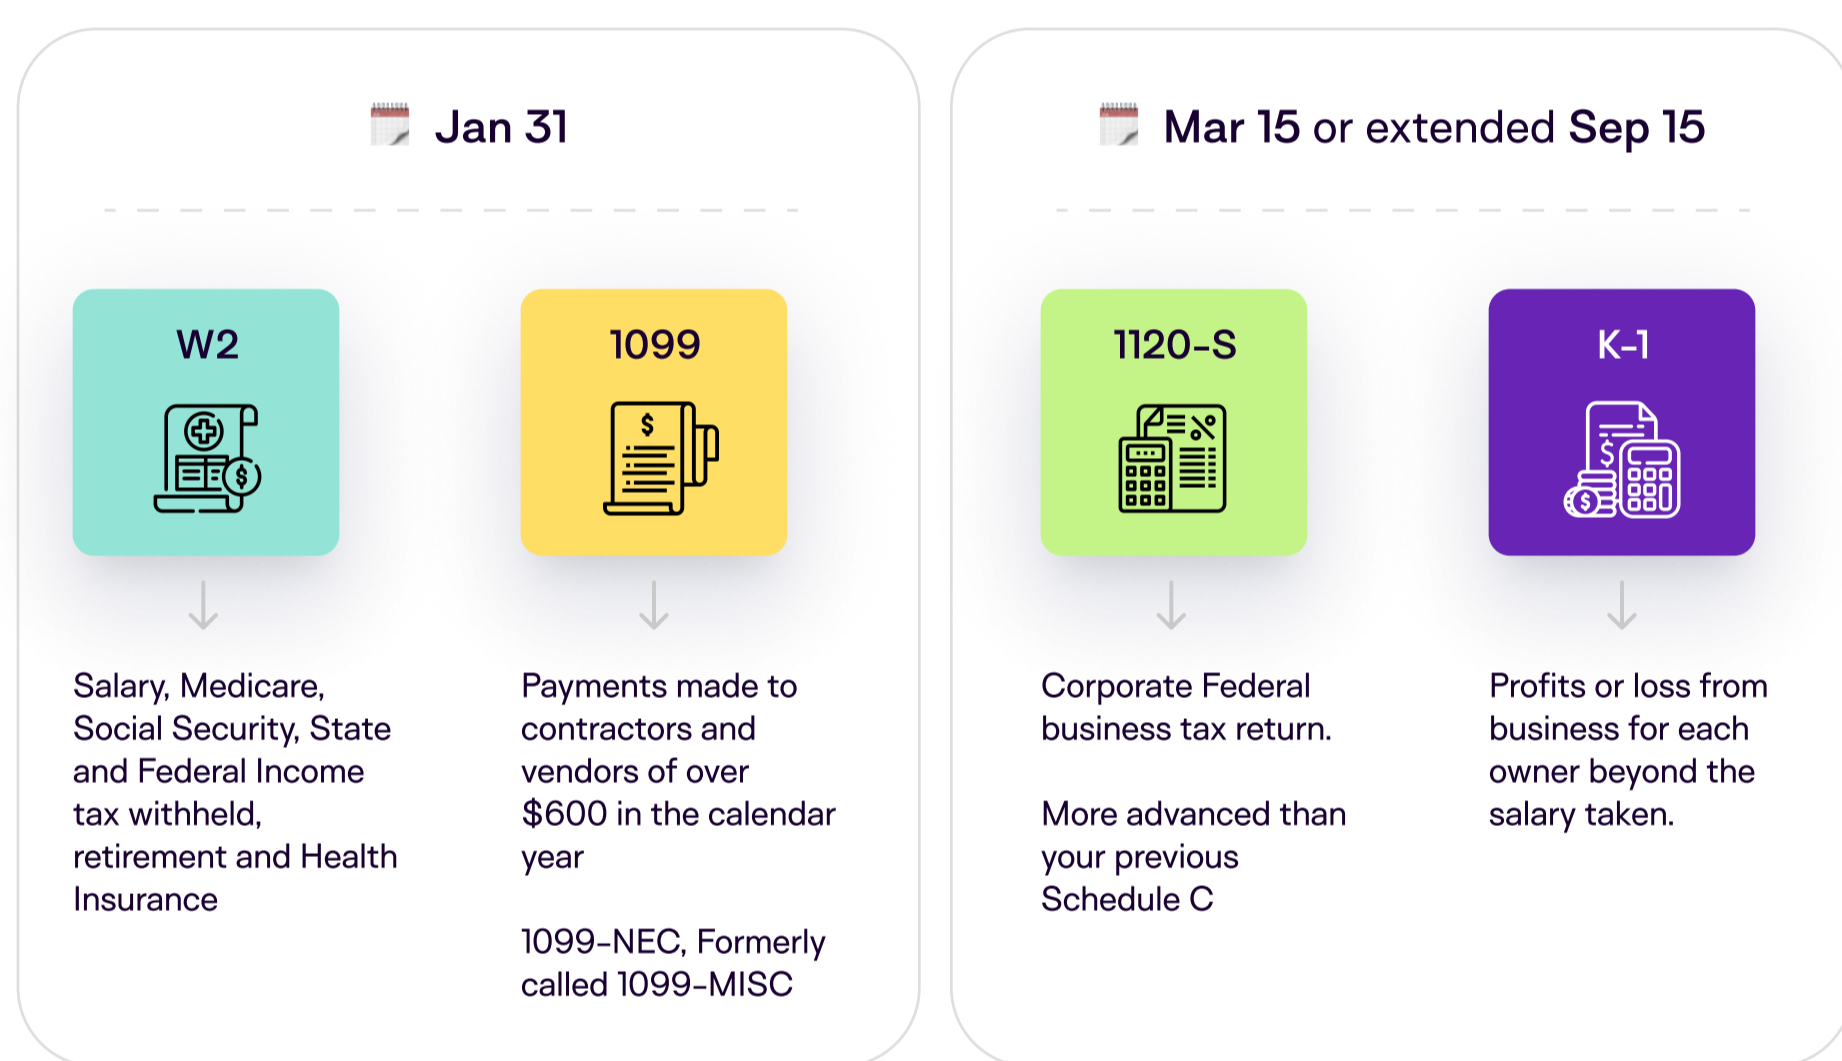 Jan 31
W2
Salary, Medicare,
Social Security, State
and Federal Income
tax withheld,
retirement and Health
Insurance
1099
$
Payments made to
contractors and
vendors of over
$600 in the calendar
year
1099-NEC, Formerly
called 1099-MISC
Mar 15 or extended Sep 15
1120-S
%
Corporate Federal
business tax return.
More advanced than
your previous
Schedule C
K-1
$
$
Profits or loss from
business for each
owner beyond the
salary taken.